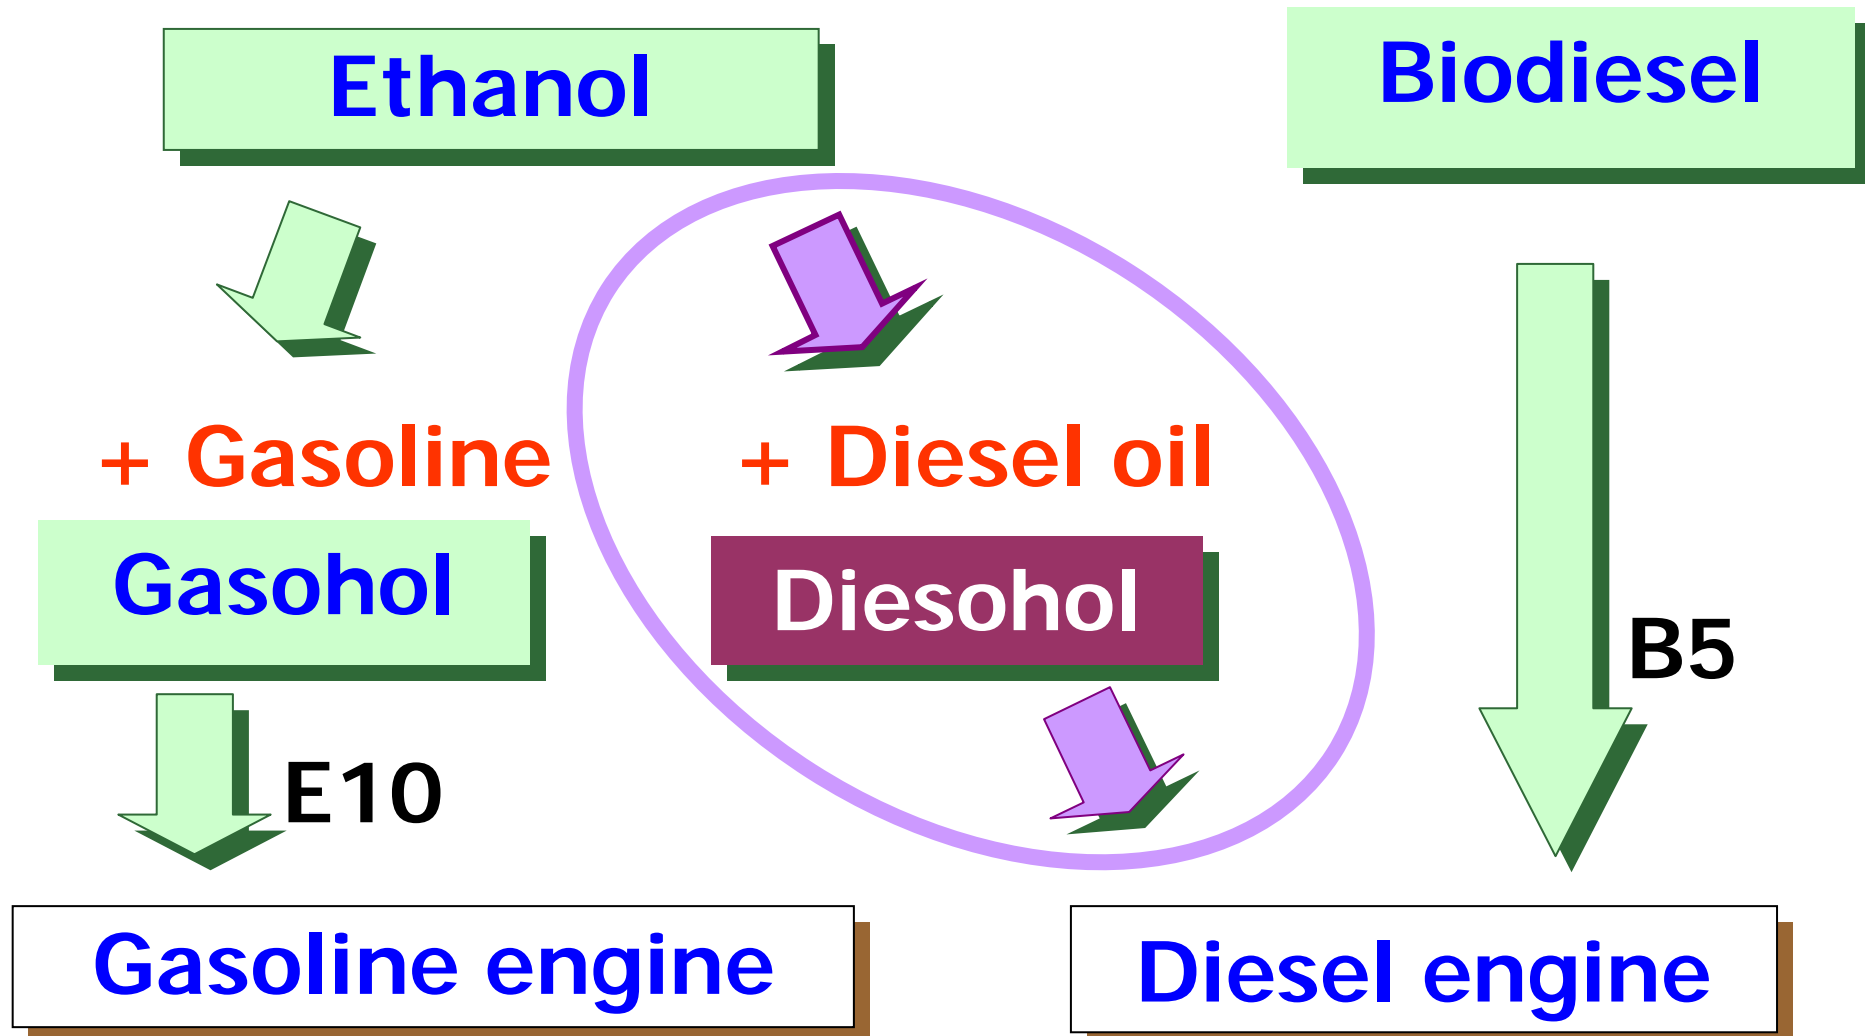 Ethanol
Biodiesel
+ Gasoline
+ Diesel oil
Gasohol
Diesohol
B5
E10
Gasoline engine
Diesel engine